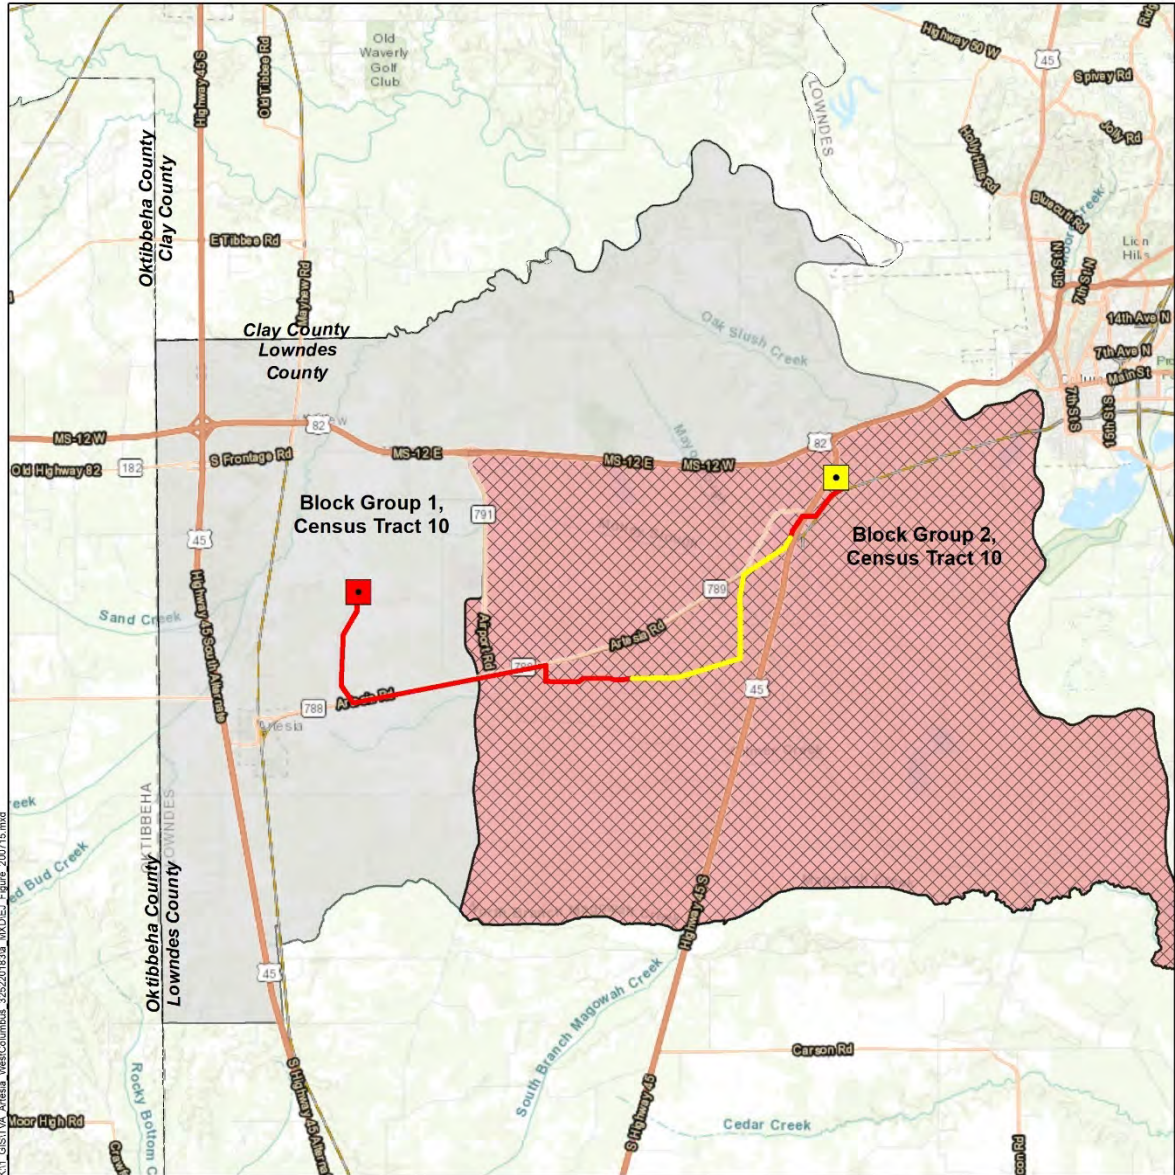 Old
Waverly
Golf
Club
Highway 50 W
45
Spivey Rd
Jolly Rd
LOWNDES
Holly Hills Rd
Bluecutt Rd
Highway 45 S
Old Tibbee Rd
Oktibbeha County
Clay County
E Tibbee Rd
Mayhew Rd
5th St N
7th St N
14th Ave N
7th Ave N
Main St
7th St S
15th St S
Clay County
Lowndes
County
Oak Slush Creek
82
82
MS-12 W
MS-12 E
MS-12 E
MS-12 W
Old Highway 82
182
S Frontage Rd
Block Group 1,
Census Tract 10
791
Block Group 2,
Census Tract 10
45
789
Sand Creek
Highway 45 South Alternate
Airport Rd
Artesia Rd
Artesia Rd
788
Artesia
45
OKTIBBEHA
LOWNDES
Oktibbeha County
Lowndes County
Highway 45 S
45
South Branch Magowah Creek
Carson Rd
Cedar Creek
S Highway 45
Rocky Bottom
Moor High Rd